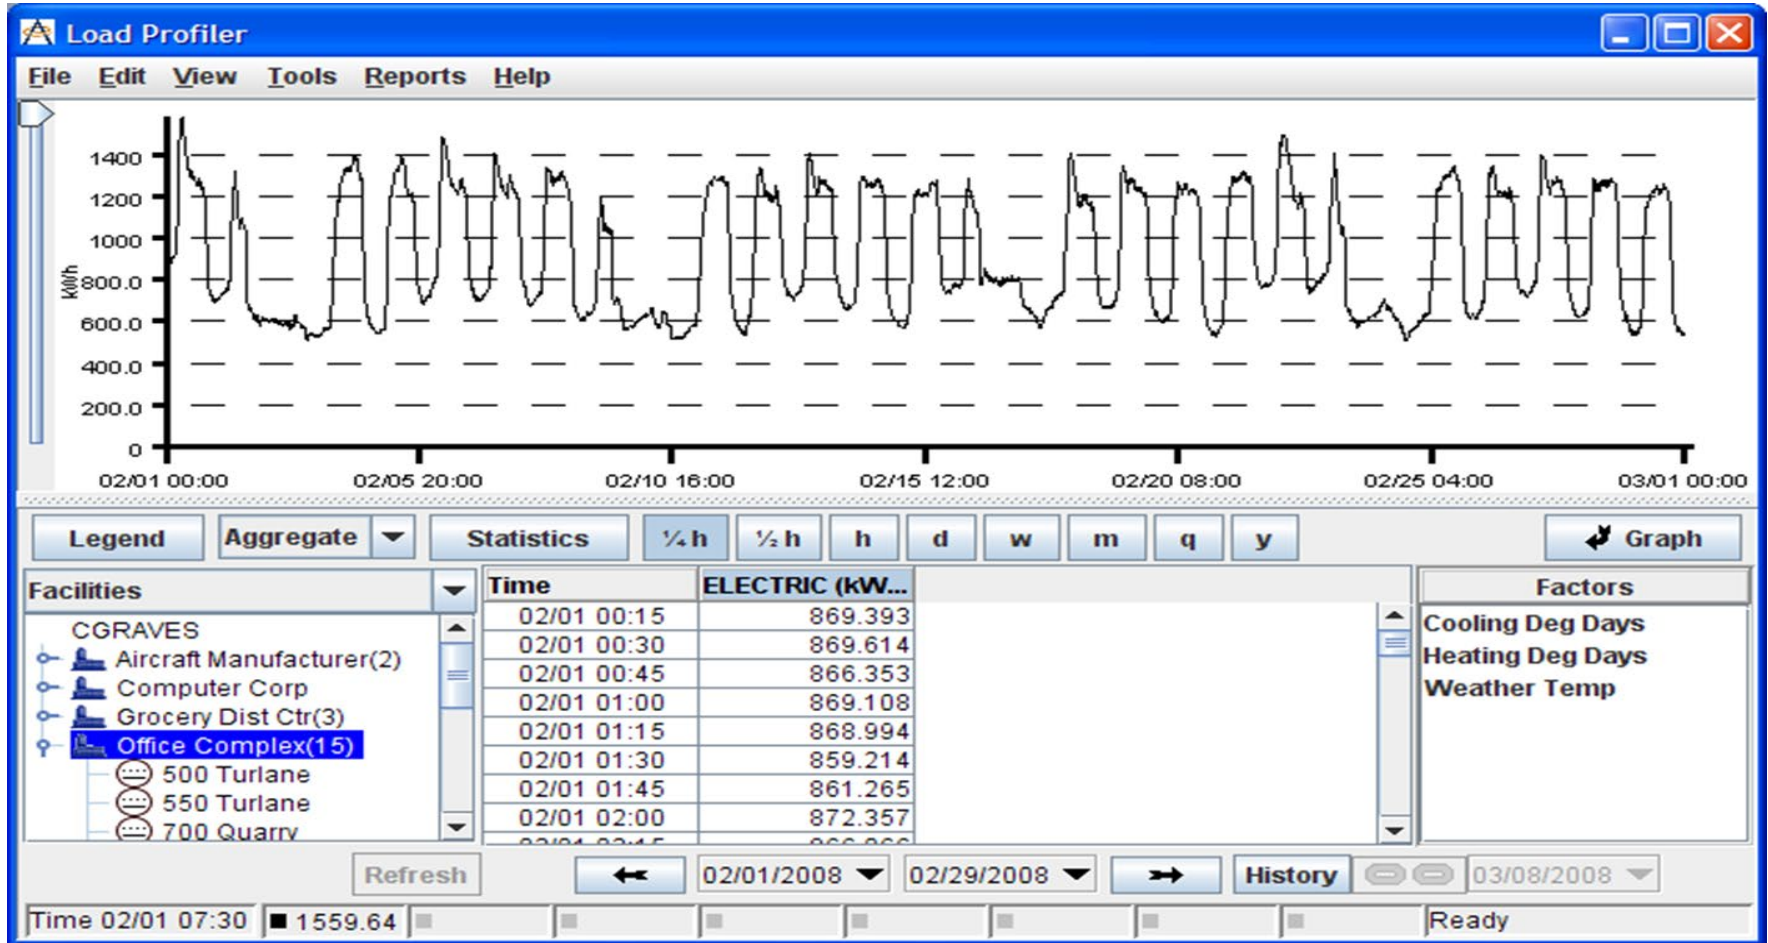 Load Profiler
File Edit View Tools Reports Help
1400
1200
1000
800.0
600.0
400.0
200.0
0
kW/h
02/01 00:00 02/05 20:00 02/10 16:00 02/15 12:00 02/20 08:00 02/25 04:00 03/01 00:00
Legend Aggregate Statistics ¼ h ½ h h d w m q y Graph
Facilities
CGRAVES
Aircraft Manufacturer(2)
Computer Corp
Grocery Dist Ctr(3)
Office Complex(15)
500 Turlane
550 Turlane
700 Quarry
Time ELECTRIC (kW...
02/01 00:15 869.393
02/01 00:30 869.614
02/01 00:45 866.353
02/01 01:00 869.108
02/01 01:15 868.994
02/01 01:30 859.214
02/01 01:45 861.265
02/01 02:00 872.357
Factors
Cooling Deg Days
Heating Deg Days
Weather Temp
Refresh 02/01/2008 02/29/2008 History 03/08/2008
Time 02/01 07:30 1559.64 Ready